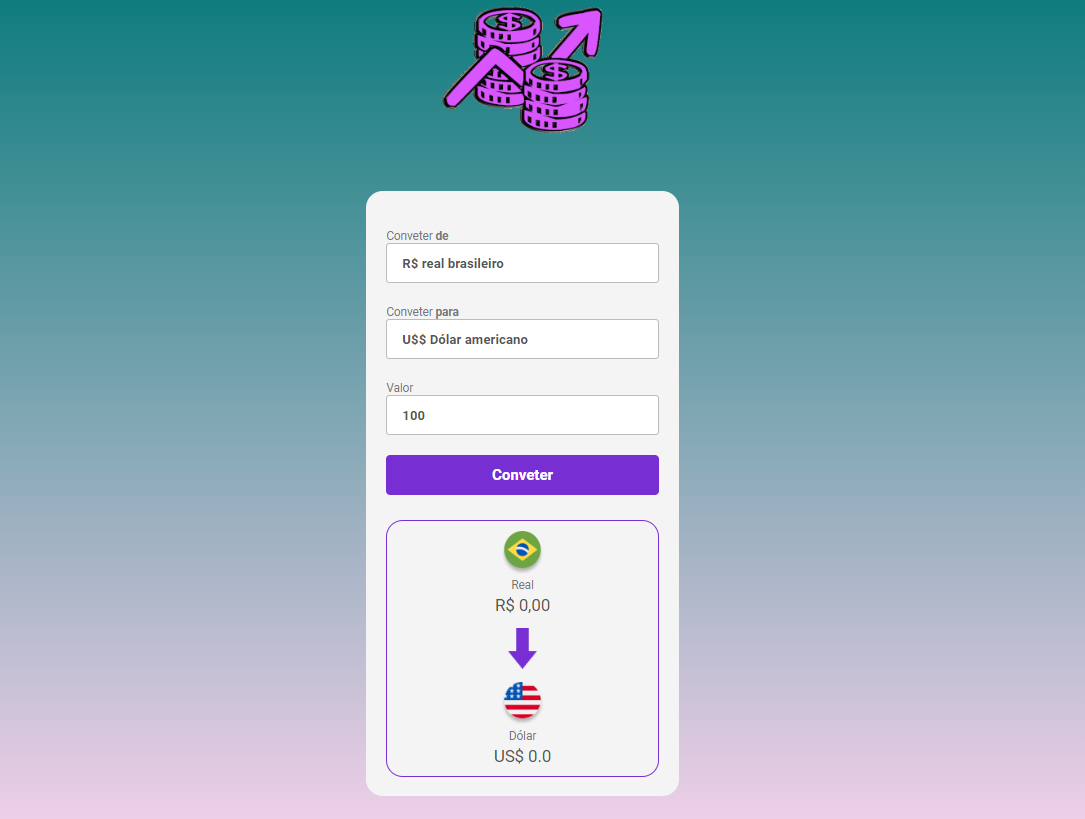 $
$
Conveter de
R$ real brasileiro
Conveter para
U$$ Dólar americano
Valor
100
Conveter
Real
R$ 0,00
Dólar
US$ 0.0